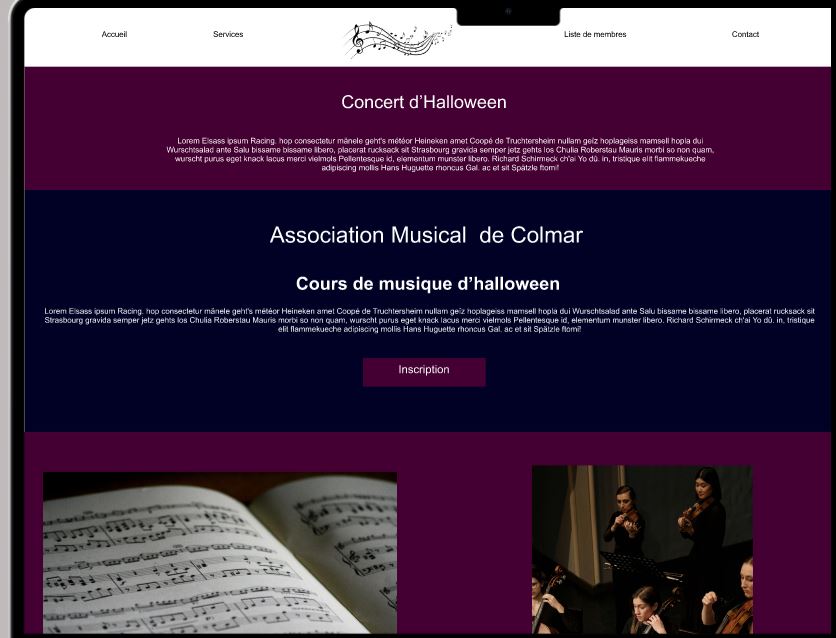 Accueil
Services
Liste de membres
Contact
Concert d’Halloween
Lorem Elsass ipsum Racing. hop consectetur mänele geht's météor Heineken amet Coopé de Truchtersheim nullam gelz hoplageiss mamsell hopla dui
Wurschtsalad ante Salu bissame bissame libero, placerat rucksack sit Strasbourg gravida semper jetz gehts los Chulia Roberstau Mauris morbi so non quam,
wurscht purus eget knack lacus merci vielmols Pellentesque id, elementum munster libero. Richard Schirmeck ch'ai Yo dû. in, tristique elit flammekueche
adipiscing mollis Hans Huguette rhoncus Gal. ac et sit Spätzle ftomi!
Association Musical  de Colmar
Cours de musique d’halloween
Lorem Elsass ipsum Racing. hop consectetur mänele geht's météor Heineken amet Coopé de Truchtersheim nullam gelz hoplageiss mamsell hopla dui Wurschtsalad ante Salu bissame bissame libero, placerat rucksack sit
Strasbourg gravida semper jetz gehts los Chulia Roberstau Mauris morbi so non quam, wurscht purus eget knack lacus merci vielmols Pellentesque id, elementum munster libero. Richard Schirmeck ch'ai Yo dû. in, tristique
elit flammekueche adipiscing mollis Hans Huguette rhoncus Gal. ac et sit Spätzle ftomi!
Inscription